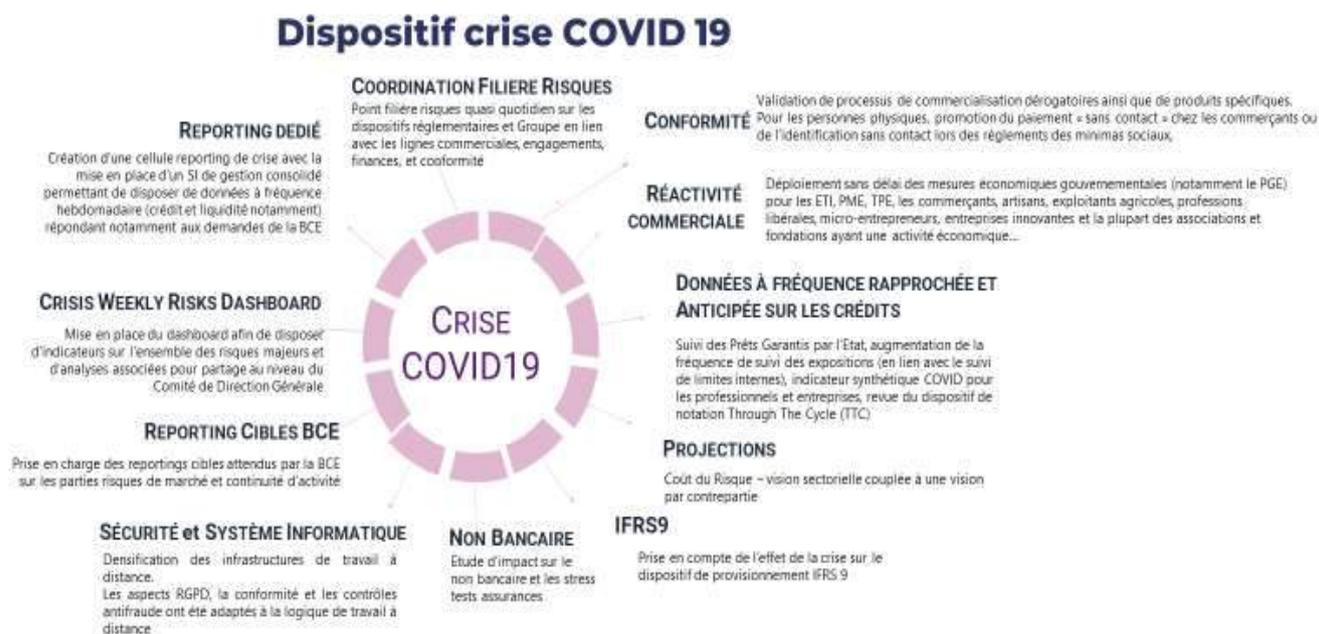 Dispositif crise COVID 19
COORDINATION FILIERE RISQUES
Point filière risques quasi quotidien sur les
dispositifs réglementaires et Groupe en lien
avec les lignes commerciales, engagements,
finances, et conformité
CONFORMITÉ
Validation de processus de commercialisation dérogatoires ainsi que de produits spécifiques.
Pour les personnes physiques, promotion du paiement « sans contact » chez les commerçants ou
de l'identification sans contact lors des règlements des minimas sociaux,
RÉACTIVITÉ
COMMERCIALE
Déploiement sans délai des mesures économiques gouvernementales (notamment le PGE)
pour les ETI, PME, TPE, les commerçants, artisans, exploitants agricoles, professions
libérales, micro-entrepreneurs, entreprises innovantes et la plupart des associations et
fondations ayant une activité économique...
DONNÉES À FRÉQUENCE RAPPROCHÉE ET
ANTICIPÉE SUR LES CRÉDITS
Suivi des Prêts Garantis par l'Etat, augmentation de la
fréquence de suivi des expositions (en lien avec le suivi
de limites internes), indicateur synthétique COVID pour
les professionnels et entreprises, revue du dispositif de
notation Through The Cycle (TTC)
PROJECTIONS
Coût du Risque – vision sectorielle couplée à une vision
par contrepartie
IFRS9
Prise en compte de l'effet de la crise sur le
dispositif de provisionnement IFRS 9
NON BANCAIRE
Etude d'impact sur le
non bancaire et les stress
tests assurances
SÉCURITÉ et SYSTÈME INFORMATIQUE
Densification des infrastructures de travail à
distance.
Les aspects RGPD, la conformité et les contrôles
antifraude ont été adaptés à la logique de travail à
distance
REPORTING CIBLES BCE
Prise en charge des reportings cibles attendus par la BCE
sur les parties risques de marché et continuité d'activité
CRISIS WEEKLY RISKS DASHBOARD
Mise en place du dashboard afin de disposer
d'indicateurs sur l'ensemble des risques majeurs et
d'analyses associées pour partage au niveau du
Comité de Direction Générale
REPORTING DEDIÉ
Création d'une cellule reporting de crise avec la
mise en place d'un SI de gestion consolidé
permettant de disposer de données à fréquence
hebdomadaire (crédit et liquidité notamment)
répondant notamment aux demandes de la BCE
CRISE
COVID19